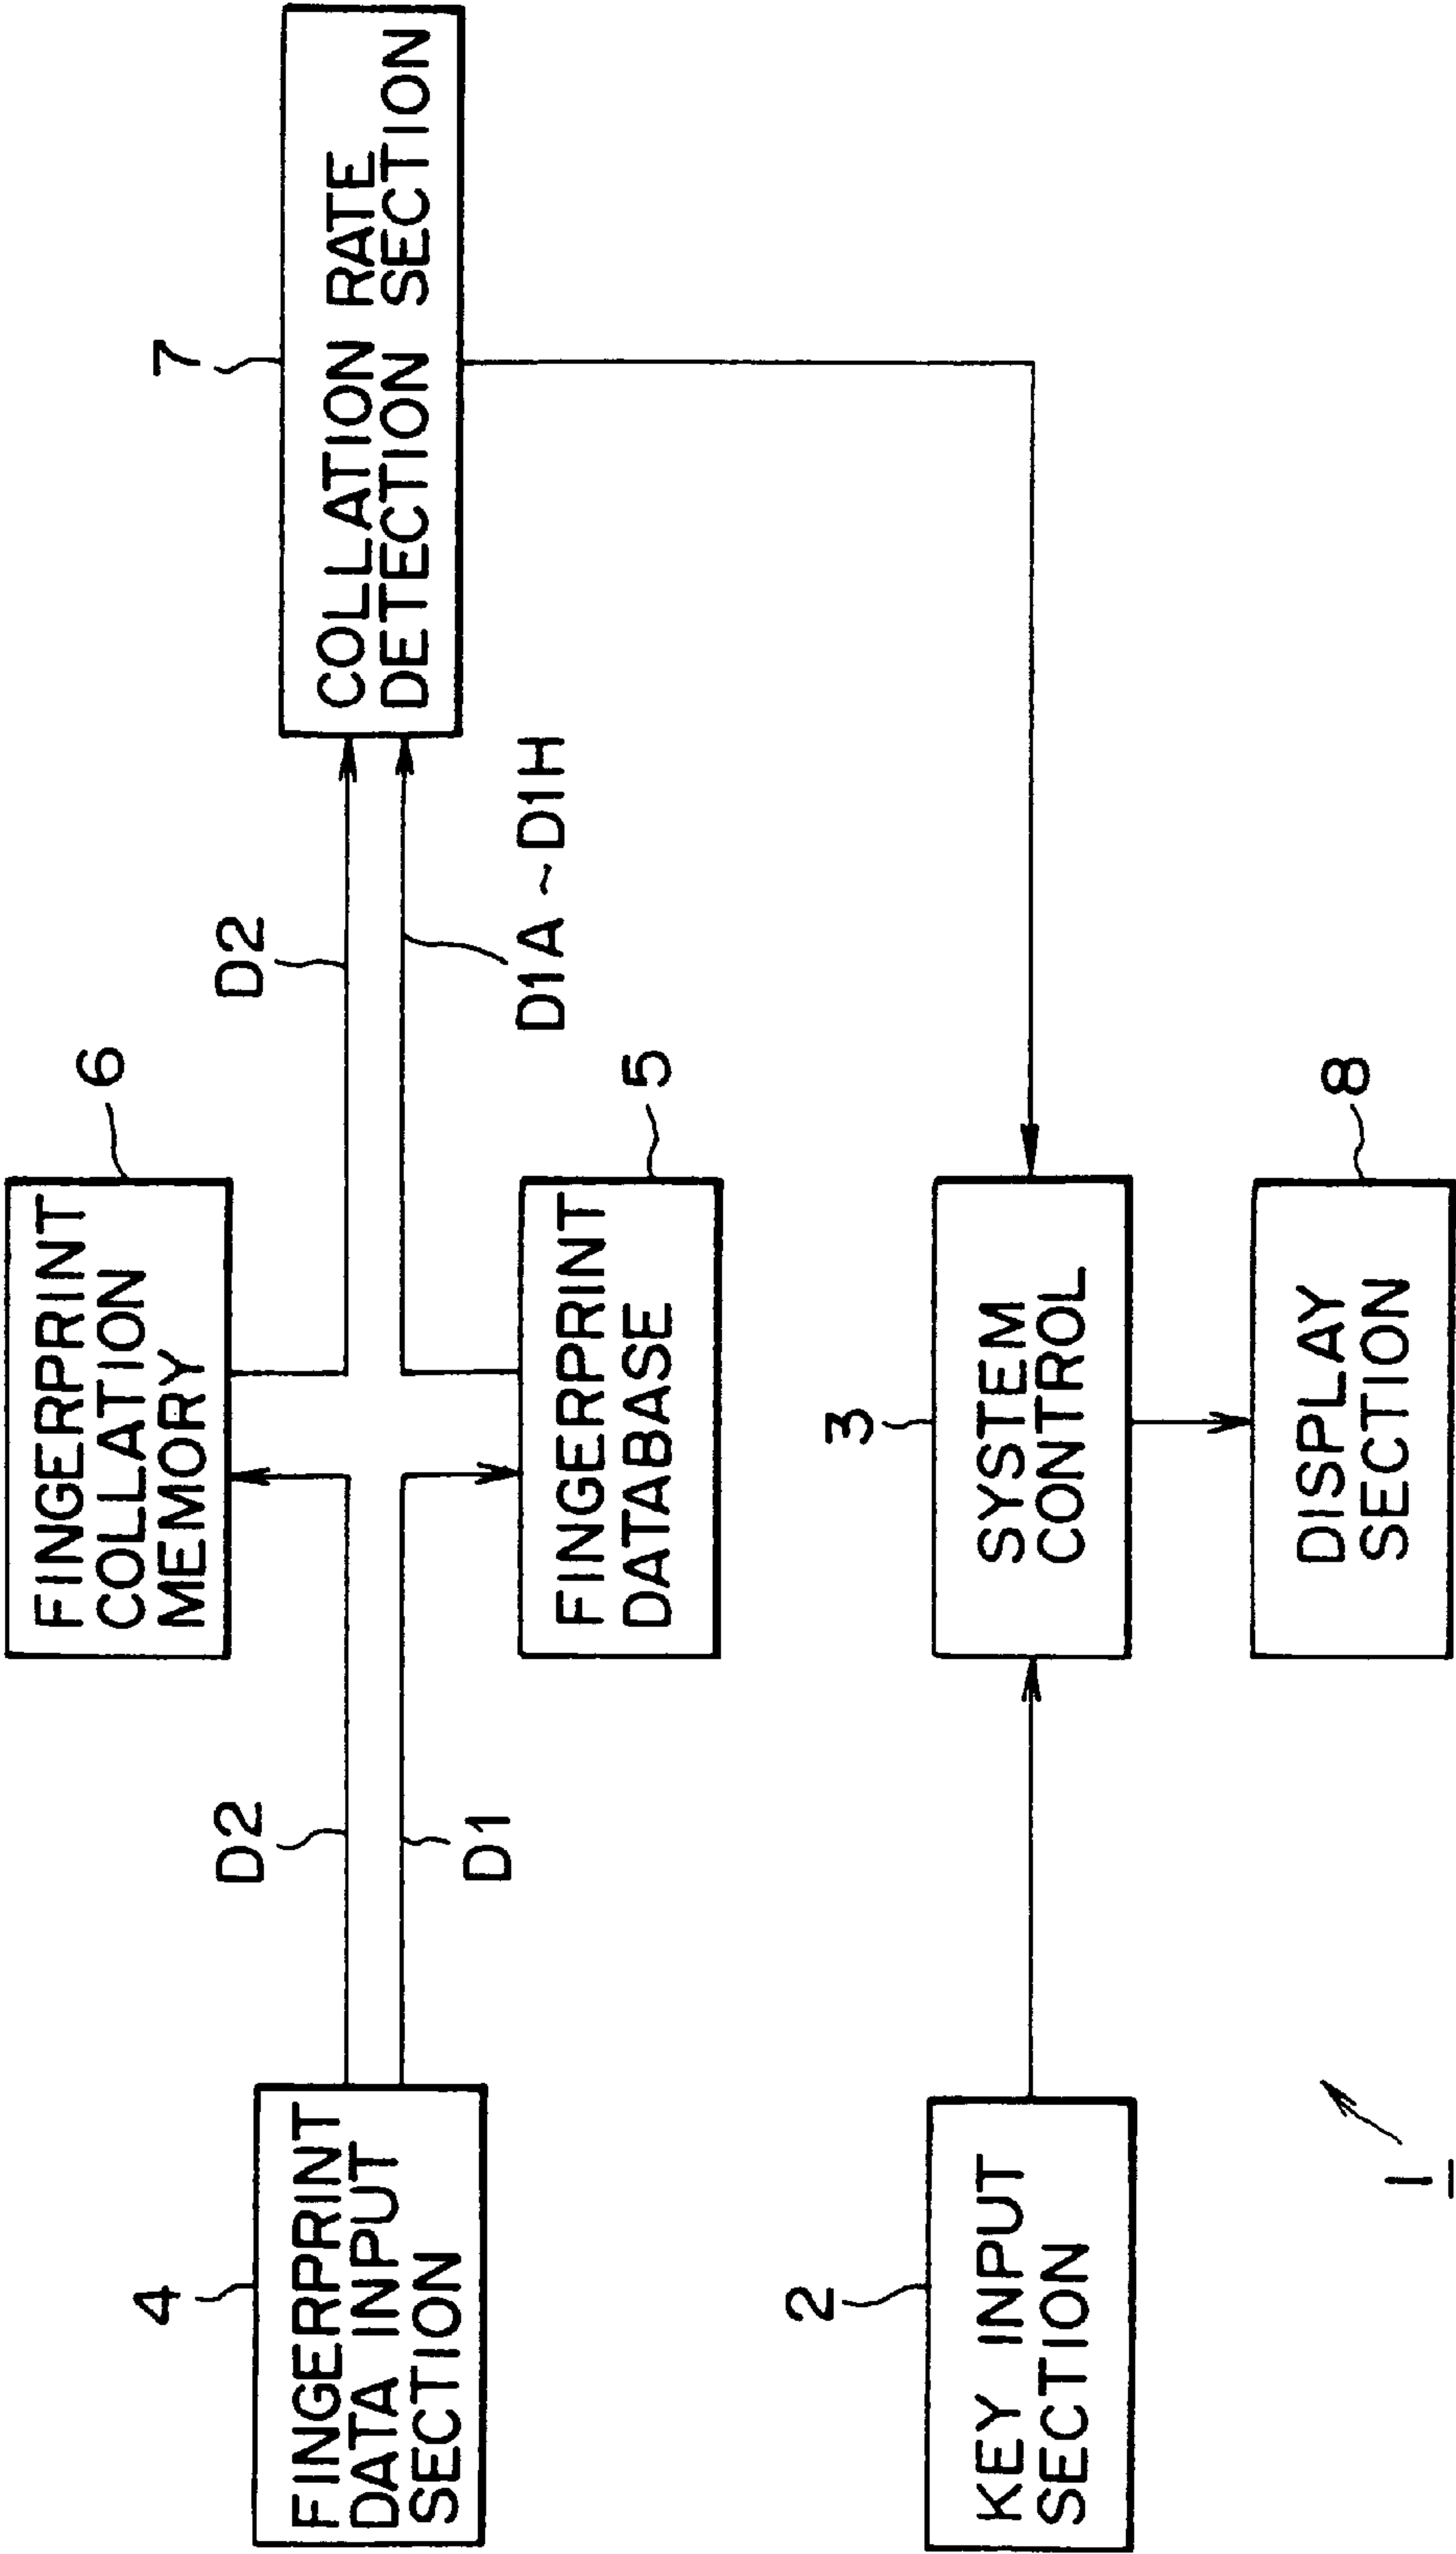 6
FINGERPRINT
COLLATION
MEMORY
7
COLLATION RATE
DETECTION SECTION
4
FINGERPRINT
DATA INPUT
SECTION
D2
D2
D1
D1A ~ D1H
5
FINGERPRINT
DATABASE
2
KEY INPUT
SECTION
3
SYSTEM
CONTROL
8
DISPLAY
SECTION
1